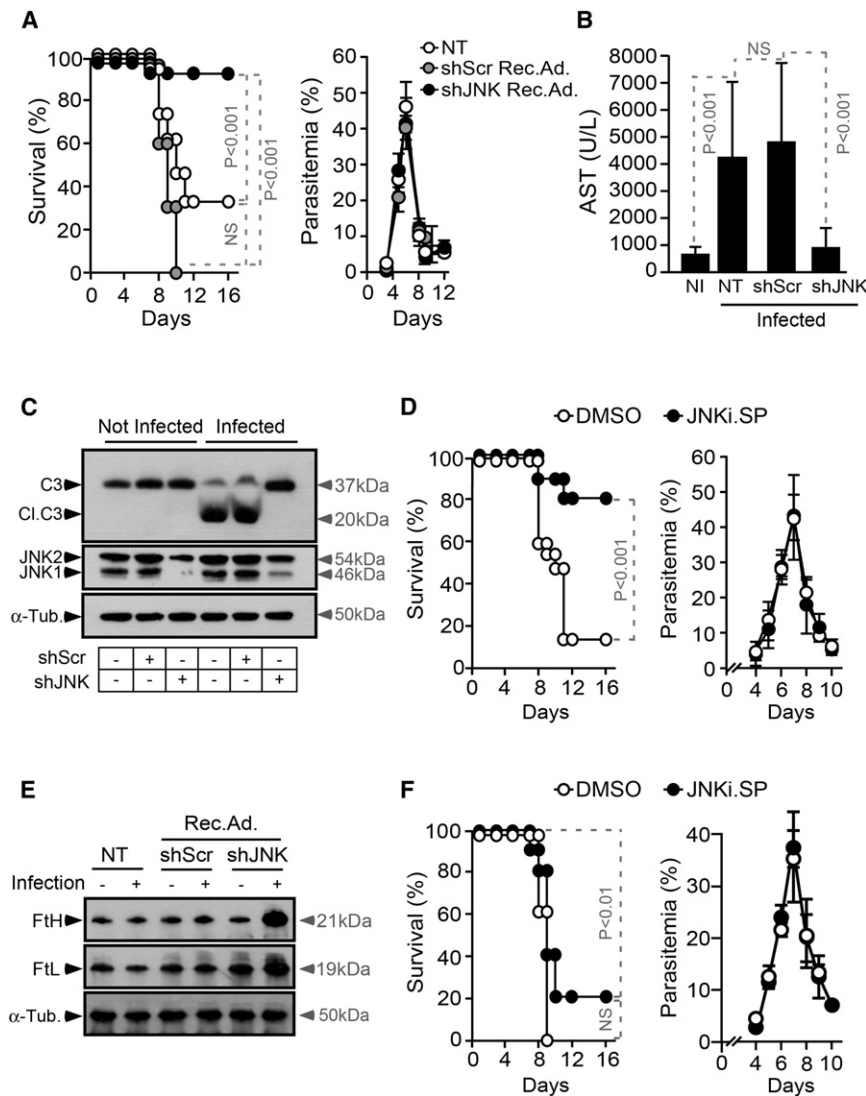 A
Survival (%)
100
80
60
40
20
0
0 4 8 12 16
Days
P<0.001
NS
P<0.001
Parasitemia (%)
60
50
40
30
20
10
0
0 4 8 12
Days
NT
shScr Rec.Ad.
shJNK Rec.Ad.
B
AST (U/L)
8000
7000
6000
5000
4000
3000
2000
1000
0
NS
P<0.001
P<0.001
NI NT shScr shJNK
Infected
C
Not Infected Infected
C3 37kDa
Cl.C3 20kDa
JNK2 54kDa
JNK1 46kDa
α-Tub. 50kDa
shScr - + - - + -
shJNK - - + - - +
D
DMSO JNKi.SP
Survival (%)
100
80
60
40
20
0
0 4 8 12 16
Days
P<0.001
Parasitemia (%)
60
50
40
30
20
10
0
0 4 6 8 10
Days
E
Rec.Ad.
NT shScr shJNK
Infection - + - + - +
FtH 21kDa
FtL 19kDa
α-Tub. 50kDa
F
DMSO JNKi.SP
Survival (%)
100
80
60
40
20
0
0 4 8 12 16
Days
P<0.01
NS
Parasitemia (%)
40
30
20
10
0
0 4 6 8 10
Days